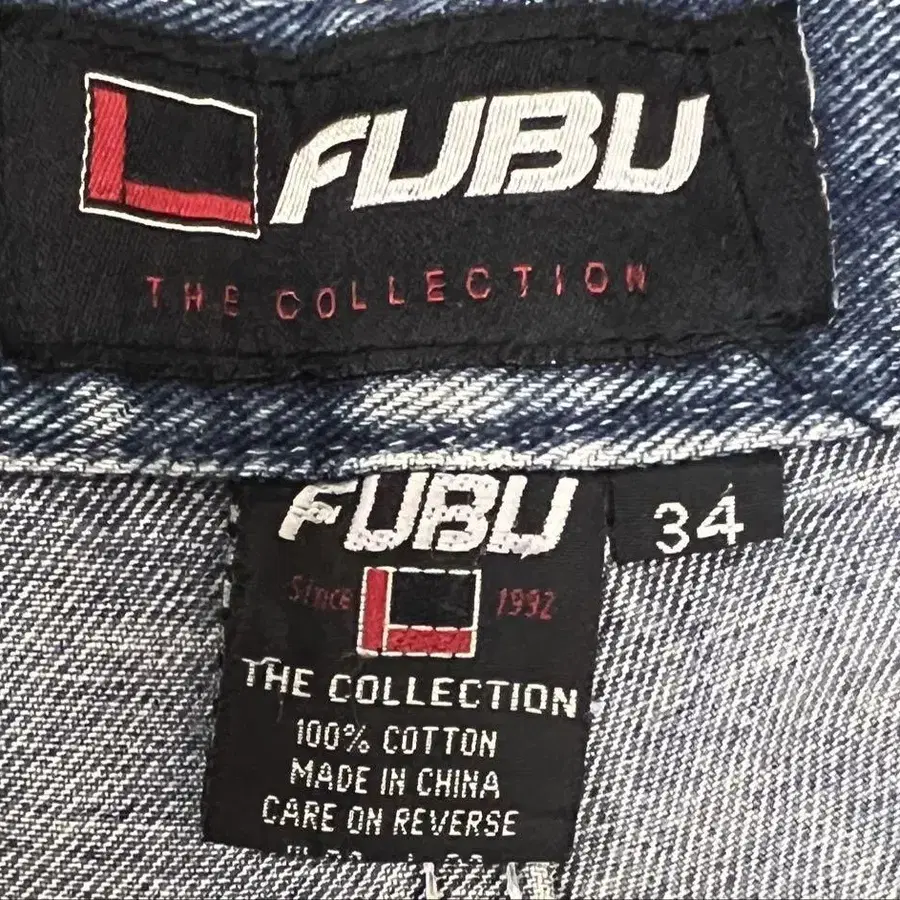 FUBU
THE COLLECTION
FUBU
34
Since 1992
THE COLLECTION
100% COTTON
MADE IN CHINA
CARE ON REVERSE